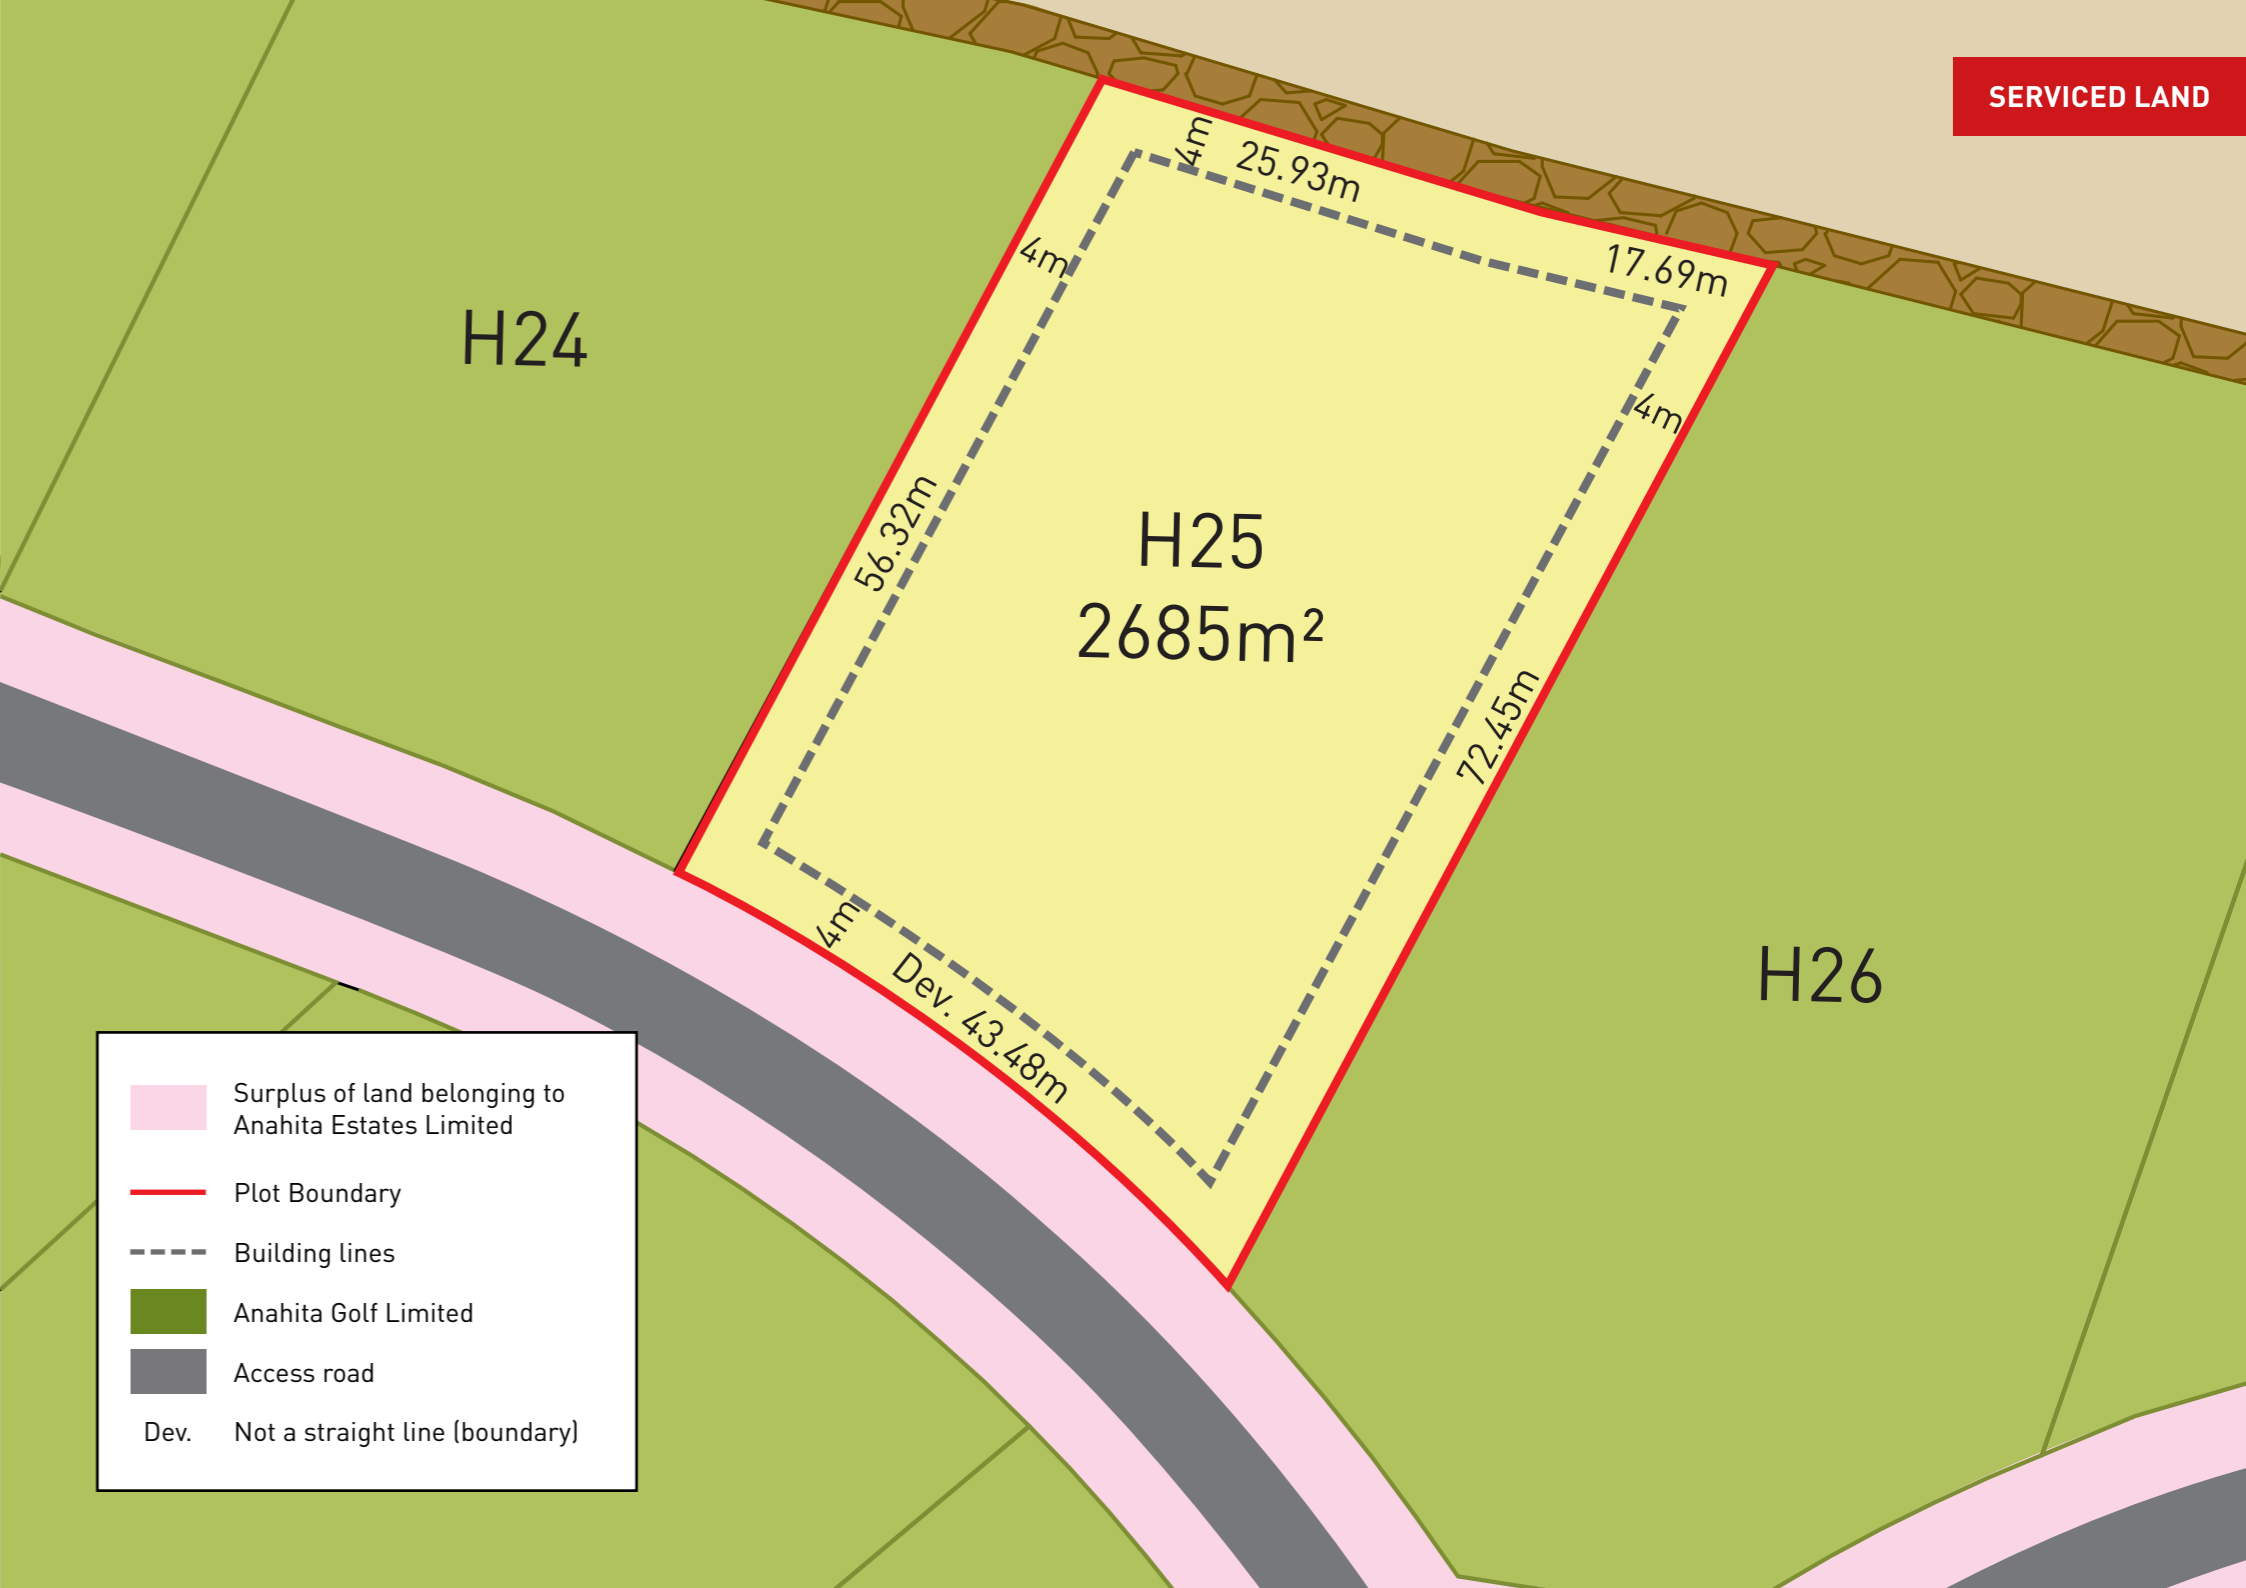 SERVICED LAND
4m
25.93m
17.69m
4m
4m
H24
56.32m
H25
2685m²
72.45m
4m
Dev. 43.48m
H26
Surplus of land belonging to
Anahita Estates Limited
Plot Boundary
Building lines
Anahita Golf Limited
Access road
Dev. Not a straight line (boundary)